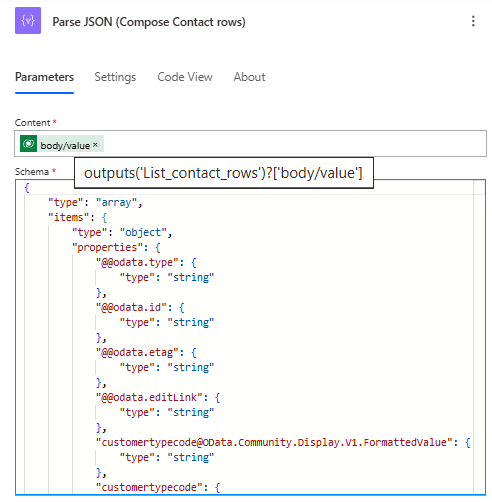 Parse JSON (Compose Contact rows)
Parameters Settings Code View About
Content *
body/value ×
outputs('List_contact_rows')?['body/value']
Schema *
{
"type": "array",
"items": {
"type": "object",
"properties": {
"@@odata.type": {
"type": "string"
},
"@@odata.id": {
"type": "string"
},
"@@odata.etag": {
"type": "string"
},
"@@odata.editLink": {
"type": "string"
},
"customertypecode@OData.Community.Display.V1.FormattedValue": {
"type": "string"
},
"customertypecode": {